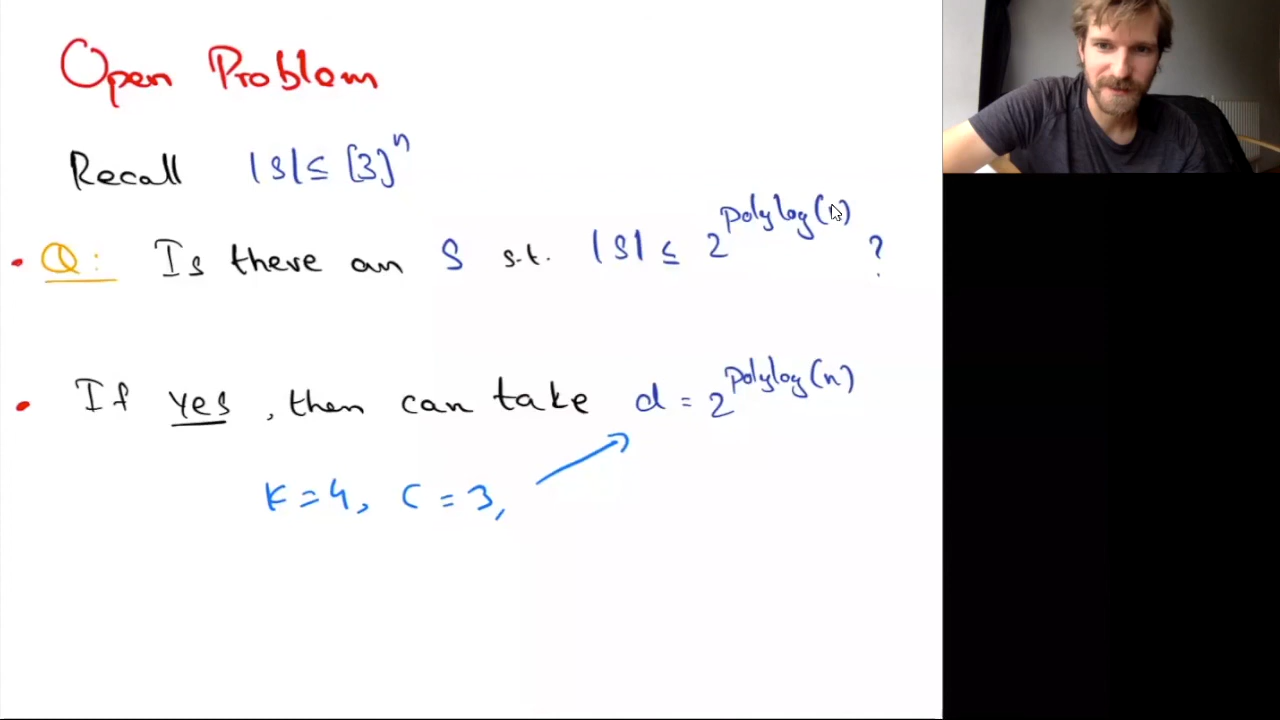 Open Problem
Recall |S| ≤ [3]^n
• Q: Is there an S s.t. |S| ≤ 2^polylog(n) ?
• If yes, then can take d = 2^polylog(n)
K = 4, C = 3,